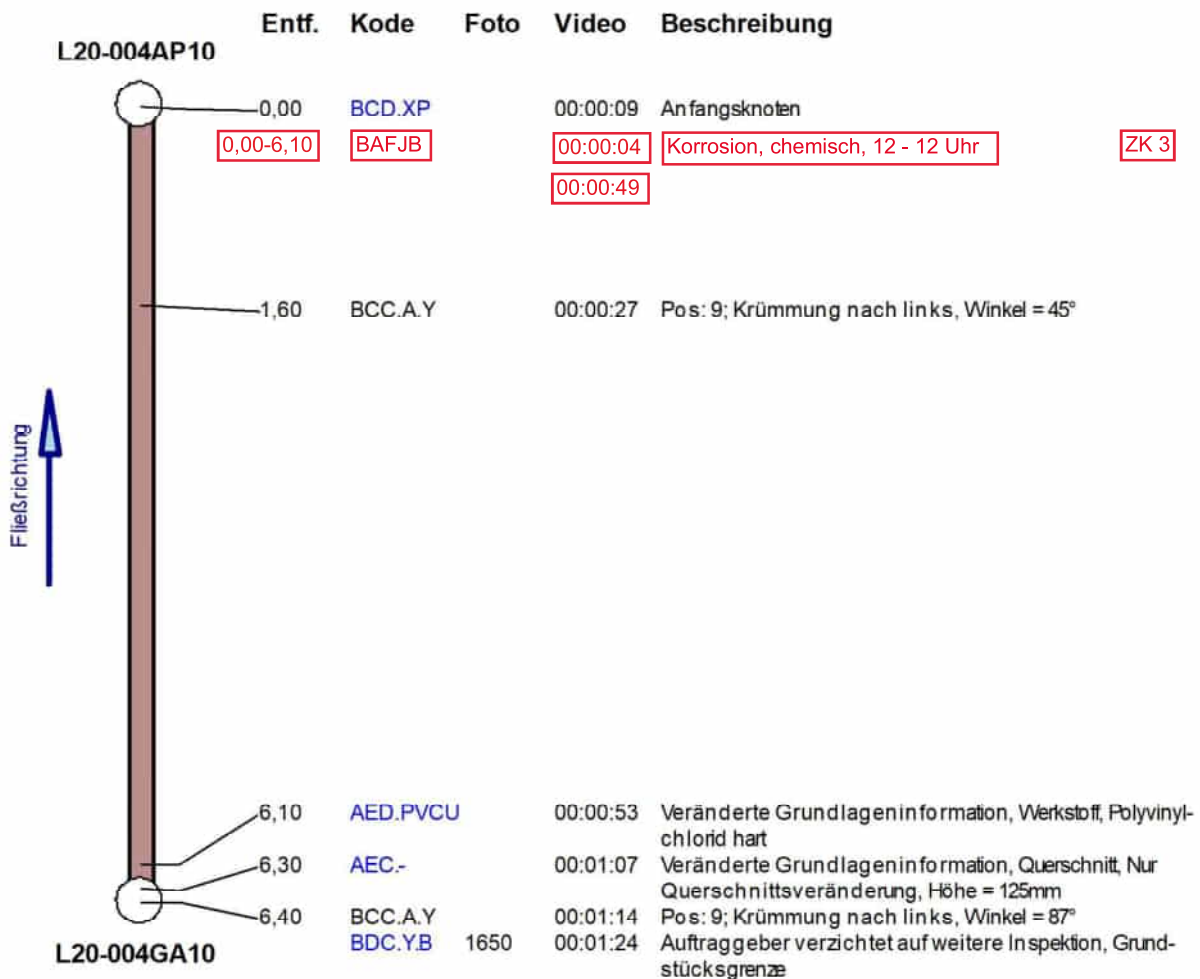 Entf. Kode Foto Video Beschreibung
L20-004AP10
0,00 BCD.XP 00:00:09 Anfangsknoten
0,00-6,10 BAFJB 00:00:04 Korrosion, chemisch, 12 - 12 Uhr ZK 3
00:00:49
1,60 BCC.A.Y 00:00:27 Pos: 9; Krümmung nach links, Winkel = 45°
Fließrichtung
6,10 AED.PVCU 00:00:53 Veränderte Grundlageninformation, Werkstoff, Polyvinyl-
chlorid hart
6,30 AEC.- 00:01:07 Veränderte Grundlageninformation, Querschnitt, Nur
Querschnittsveränderung, Höhe = 125mm
6,40 BCC.A.Y 00:01:14 Pos: 9; Krümmung nach links, Winkel = 87°
L20-004GA10 BDC.Y.B 1650 00:01:24 Auftraggeber verzichtet auf weitere Inspektion, Grund-
stücksgrenze